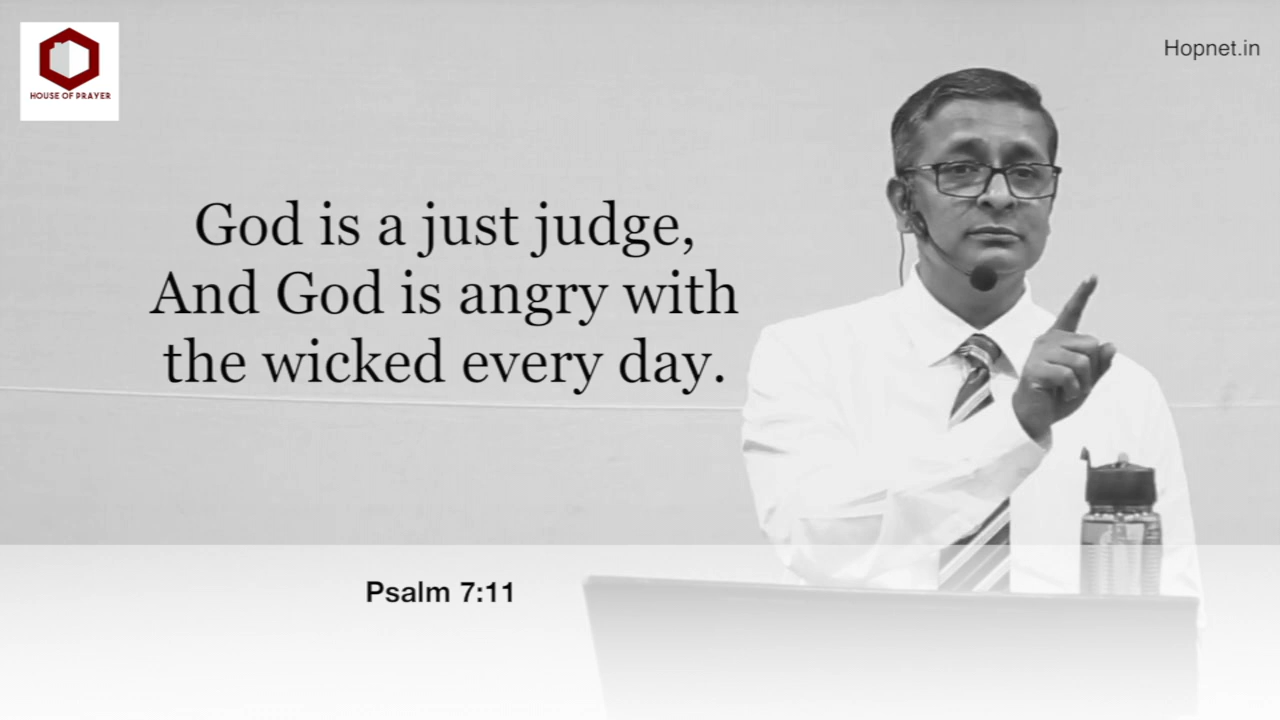 HOUSE OF PRAYER
Hopnet.in
God is a just judge,
And God is angry with
the wicked every day.
Psalm 7:11